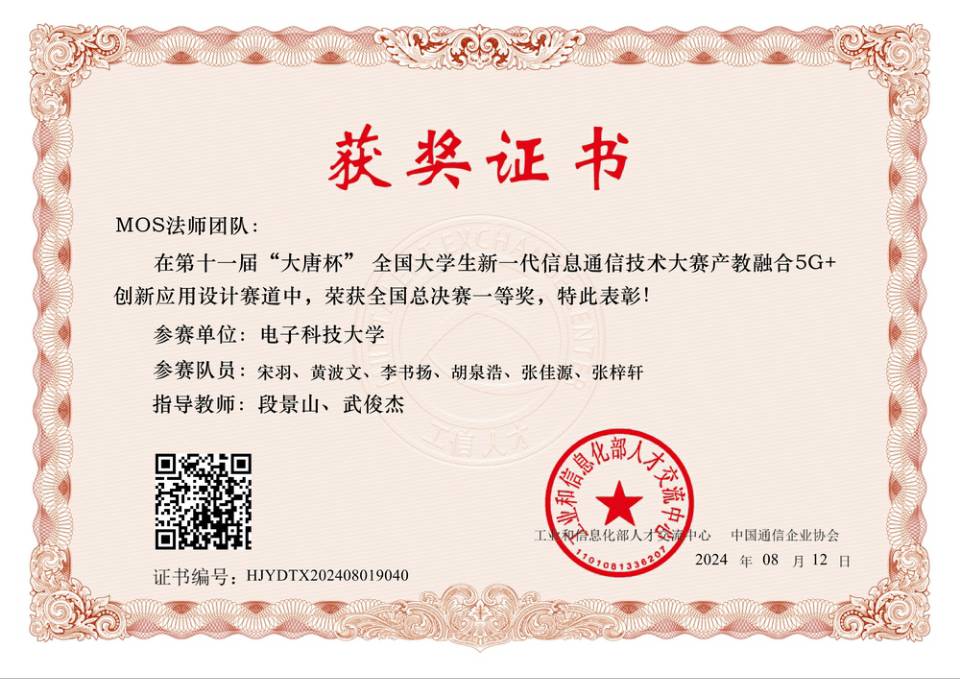 获奖证书
MOS法师团队：
在第十一届“大唐杯” 全国大学生新一代信息通信技术大赛产教融合5G+
创新应用设计赛道中，荣获全国总决赛一等奖，特此表彰！
参赛单位：电子科技大学
参赛队员：宋羽、黄波文、李书扬、胡泉浩、张佳源、张梓轩
指导教师：段景山、武俊杰
工业和信息化部人才交流中心
1101081336207
工业和信息化部人才交流中心 中国通信企业协会
2024 年 08 月 12 日
证书编号：HJYDTX202408019040
工信人才